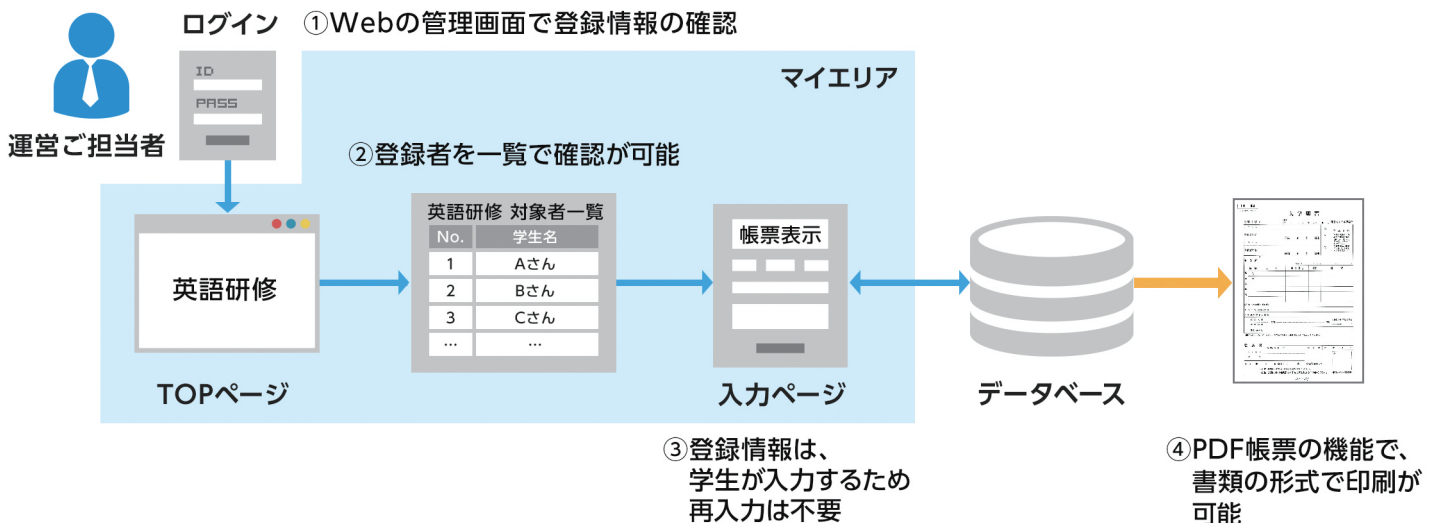 ログイン
①Webの管理画面で登録情報の確認
ID
PASS
運営ご担当者
マイエリア
②登録者を一覧で確認が可能
英語研修
TOPページ
英語研修 対象者一覧
No. 学生名
1 Aさん
2 Bさん
3 Cさん
… …
帳票表示
入力ページ
データベース
③登録情報は、
学生が入力するため
再入力は不要
④PDF帳票の機能で、
書類の形式で印刷が
可能